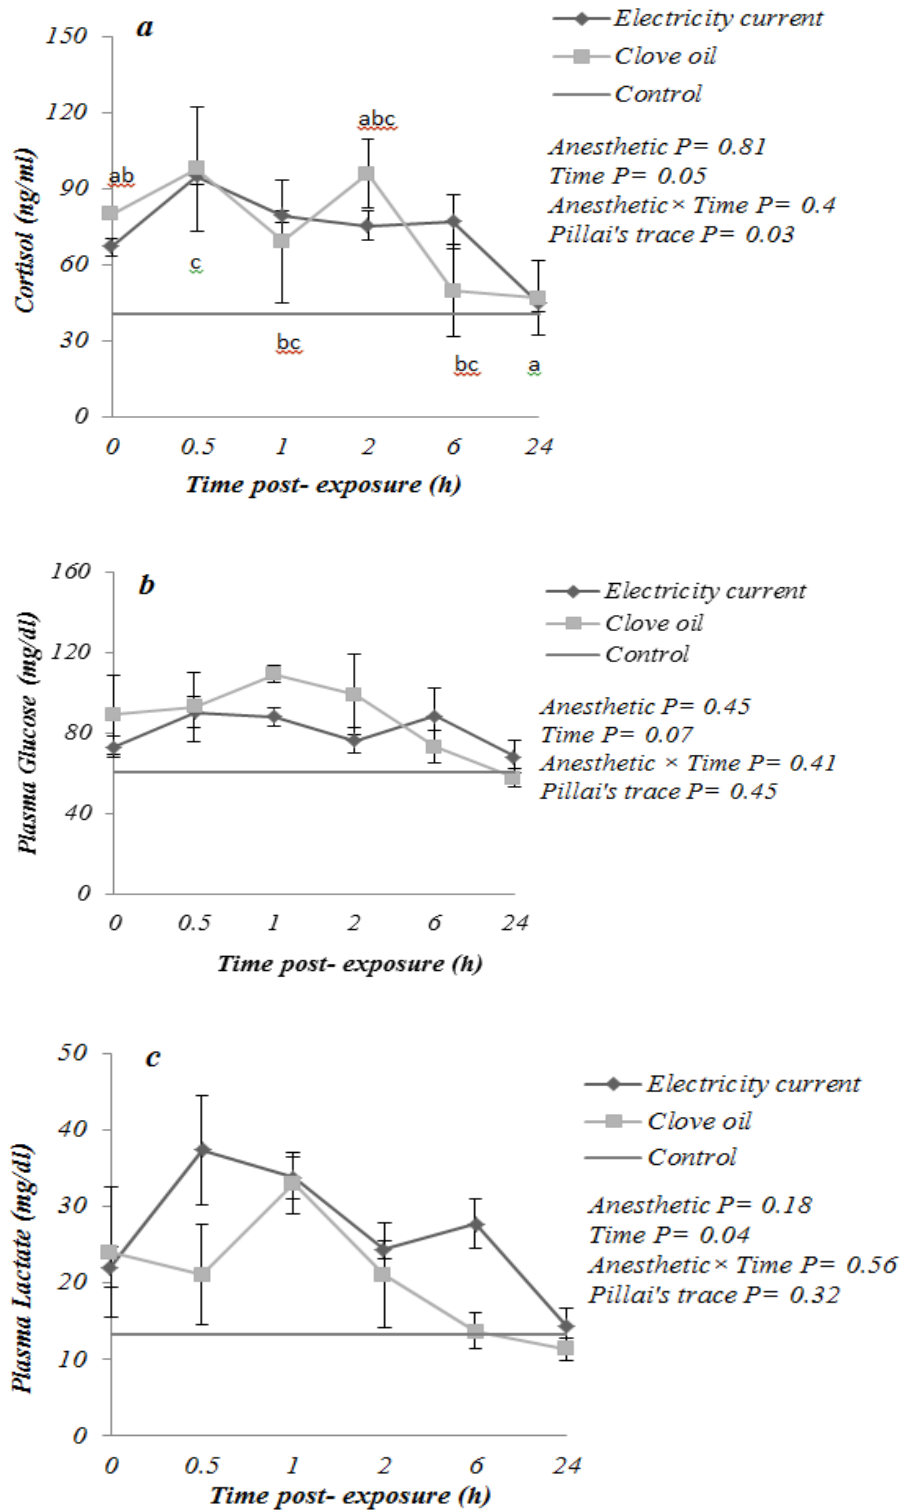 a
Electricity current
Clove oil
Control
Anesthetic P= 0.81
Time P= 0.05
Anesthetic × Time P= 0.4
Pillai's trace P= 0.03
Cortisol (ng/ml)
150
120
90
60
30
0
ab
c
bc
abc
bc
a
0 0.5 1 2 6 24
Time post- exposure (h)
b
Electricity current
Clove oil
Control
Anesthetic P= 0.45
Time P= 0.07
Anesthetic × Time P= 0.41
Pillai's trace P= 0.45
Plasma Glucose (mg/dl)
160
120
80
40
0
0 0.5 1 2 6 24
Time post- exposure (h)
c
Electricity current
Clove oil
Control
Anesthetic P= 0.18
Time P= 0.04
Anesthetic × Time P= 0.56
Pillai's trace P= 0.32
Plasma Lactate (mg/dl)
50
40
30
20
10
0
0 0.5 1 2 6 24
Time post- exposure (h)